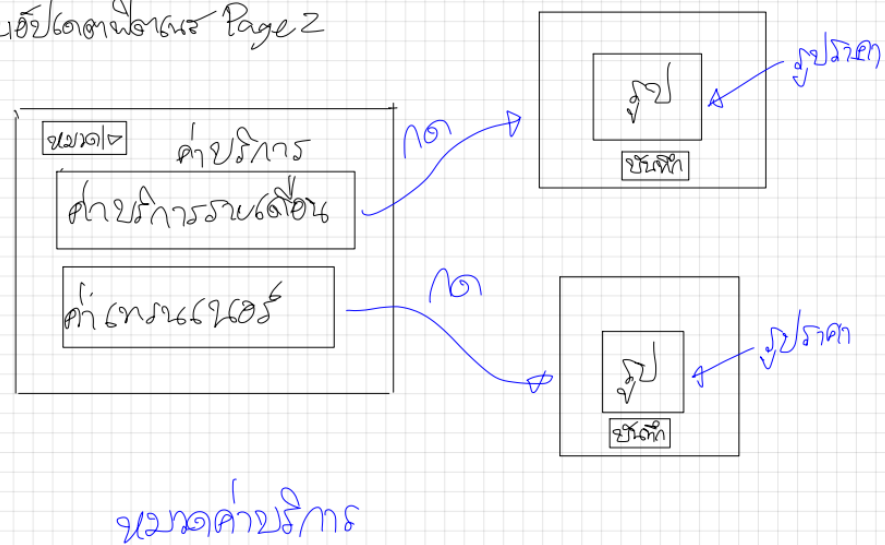 อัปเดตฟิตเนส Page 2
หมวด
ค่าบริการ
ค่าบริการรายเดือน
ค่าเทรนเนอร์
กด
กด
รูป
บันทึก
รูปราคา
รูป
บันทึก
รูปราคา
หมวดค่าบริการ